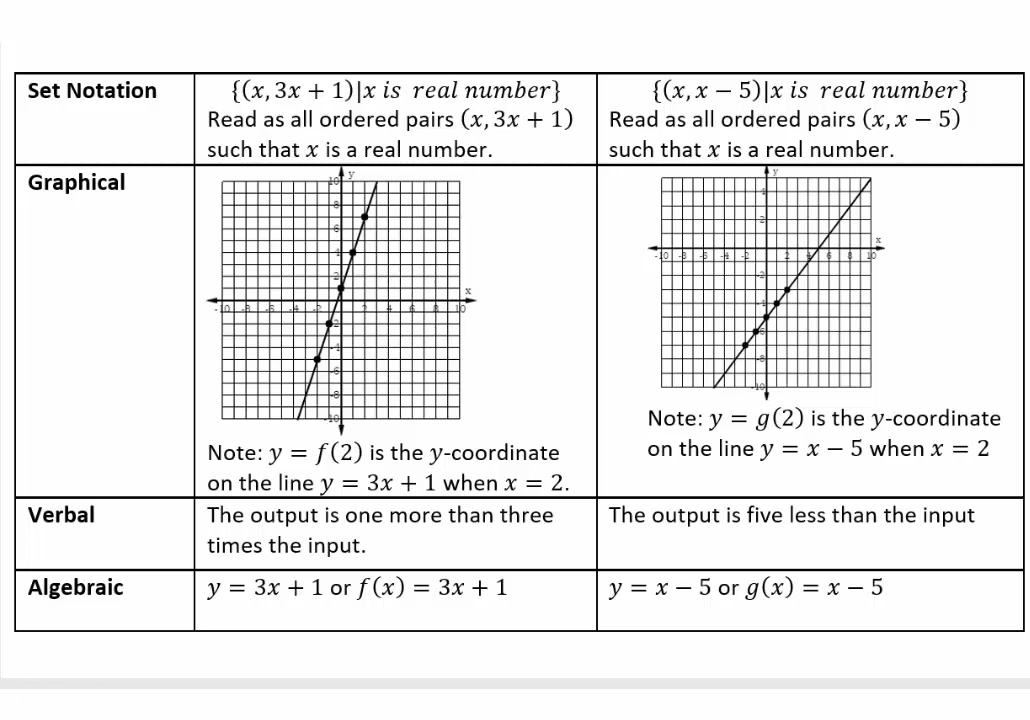 Set Notation
{(x, 3x + 1)|x is real number}
Read as all ordered pairs (x, 3x + 1)
such that x is a real number.
{(x, x − 5)|x is real number}
Read as all ordered pairs (x, x − 5)
such that x is a real number.
Graphical
y
x
Note: y = f(2) is the y-coordinate
on the line y = 3x + 1 when x = 2.
y
x
Note: y = g(2) is the y-coordinate
on the line y = x − 5 when x = 2
Verbal
The output is one more than three
times the input.
The output is five less than the input
Algebraic
y = 3x + 1 or f(x) = 3x + 1
y = x − 5 or g(x) = x − 5